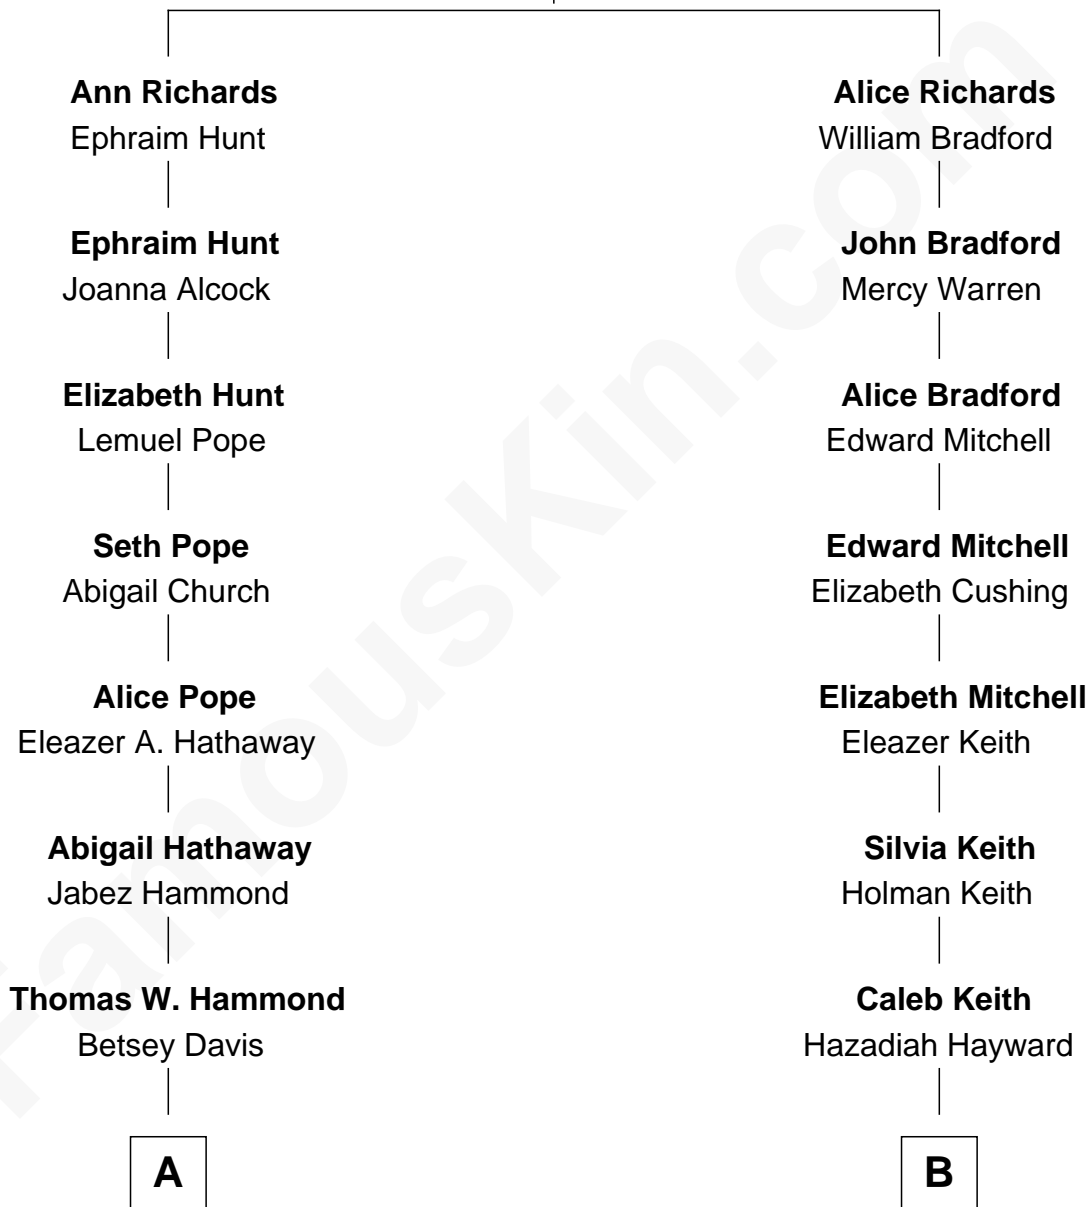 Ann Richards
Ephraim Hunt
Ephraim Hunt
Joanna Alcock
Elizabeth Hunt
Lemuel Pope
Seth Pope
Abigail Church
Alice Pope
Eleazer A. Hathaway
Abigail Hathaway
Jabez Hammond
Thomas W. Hammond
Betsey Davis
A
Alice Richards
William Bradford
John Bradford
Mercy Warren
Alice Bradford
Edward Mitchell
Edward Mitchell
Elizabeth Cushing
Elizabeth Mitchell
Eleazer Keith
Silvia Keith
Holman Keith
Caleb Keith
Hazadiah Hayward
B
FamousKin.com